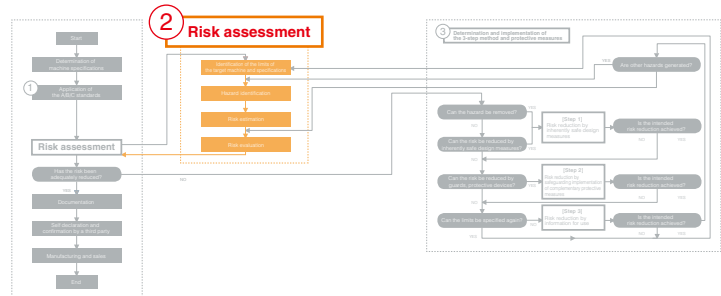 2
Risk assessment
3
Determination and implementation of
the 3-step method and protective measures
Start
Determination of
machine specifications
1
Application of
the A/B/C standards
Risk assessment
Has the risk been
adequately reduced?
YES
NO
Documentation
Self declaration and
confirmation by a third party
Manufacturing and sales
End
Identification of the limits of
the target machine and specifications
Hazard identification
Risk estimation
Risk evaluation
YES
Are other hazards generated?
NO
Can the hazard be removed?
YES
NO
[Step 1]
Risk reduction by
inherently safe design
measures
Is the intended
risk reduction achieved?
Can the risk be reduced by
inherently safe design measures?
YES
NO
NO
YES
Can the risk be reduced by
guards, protective devices?
YES
NO
[Step 2]
Risk reduction by
safeguarding implementation
of complementary protective
measures
Is the intended
risk reduction achieved?
NO
YES
Can the limits be specified again?
NO
YES
[Step 3]
Risk reduction by
information for use
Is the intended
risk reduction achieved?
NO
YES